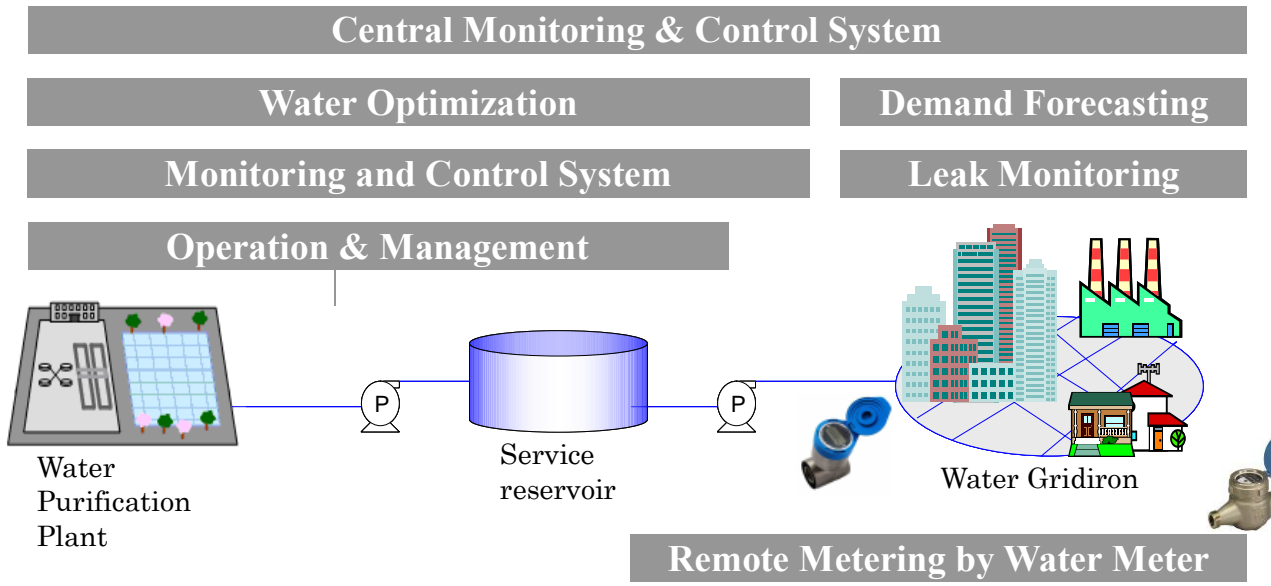 Central Monitoring & Control System
Water Optimization
Demand Forecasting
Monitoring and Control System
Leak Monitoring
Operation & Management
P
P
Water
Purification
Plant
Service
reservoir
Water Gridiron
Remote Metering by Water Meter